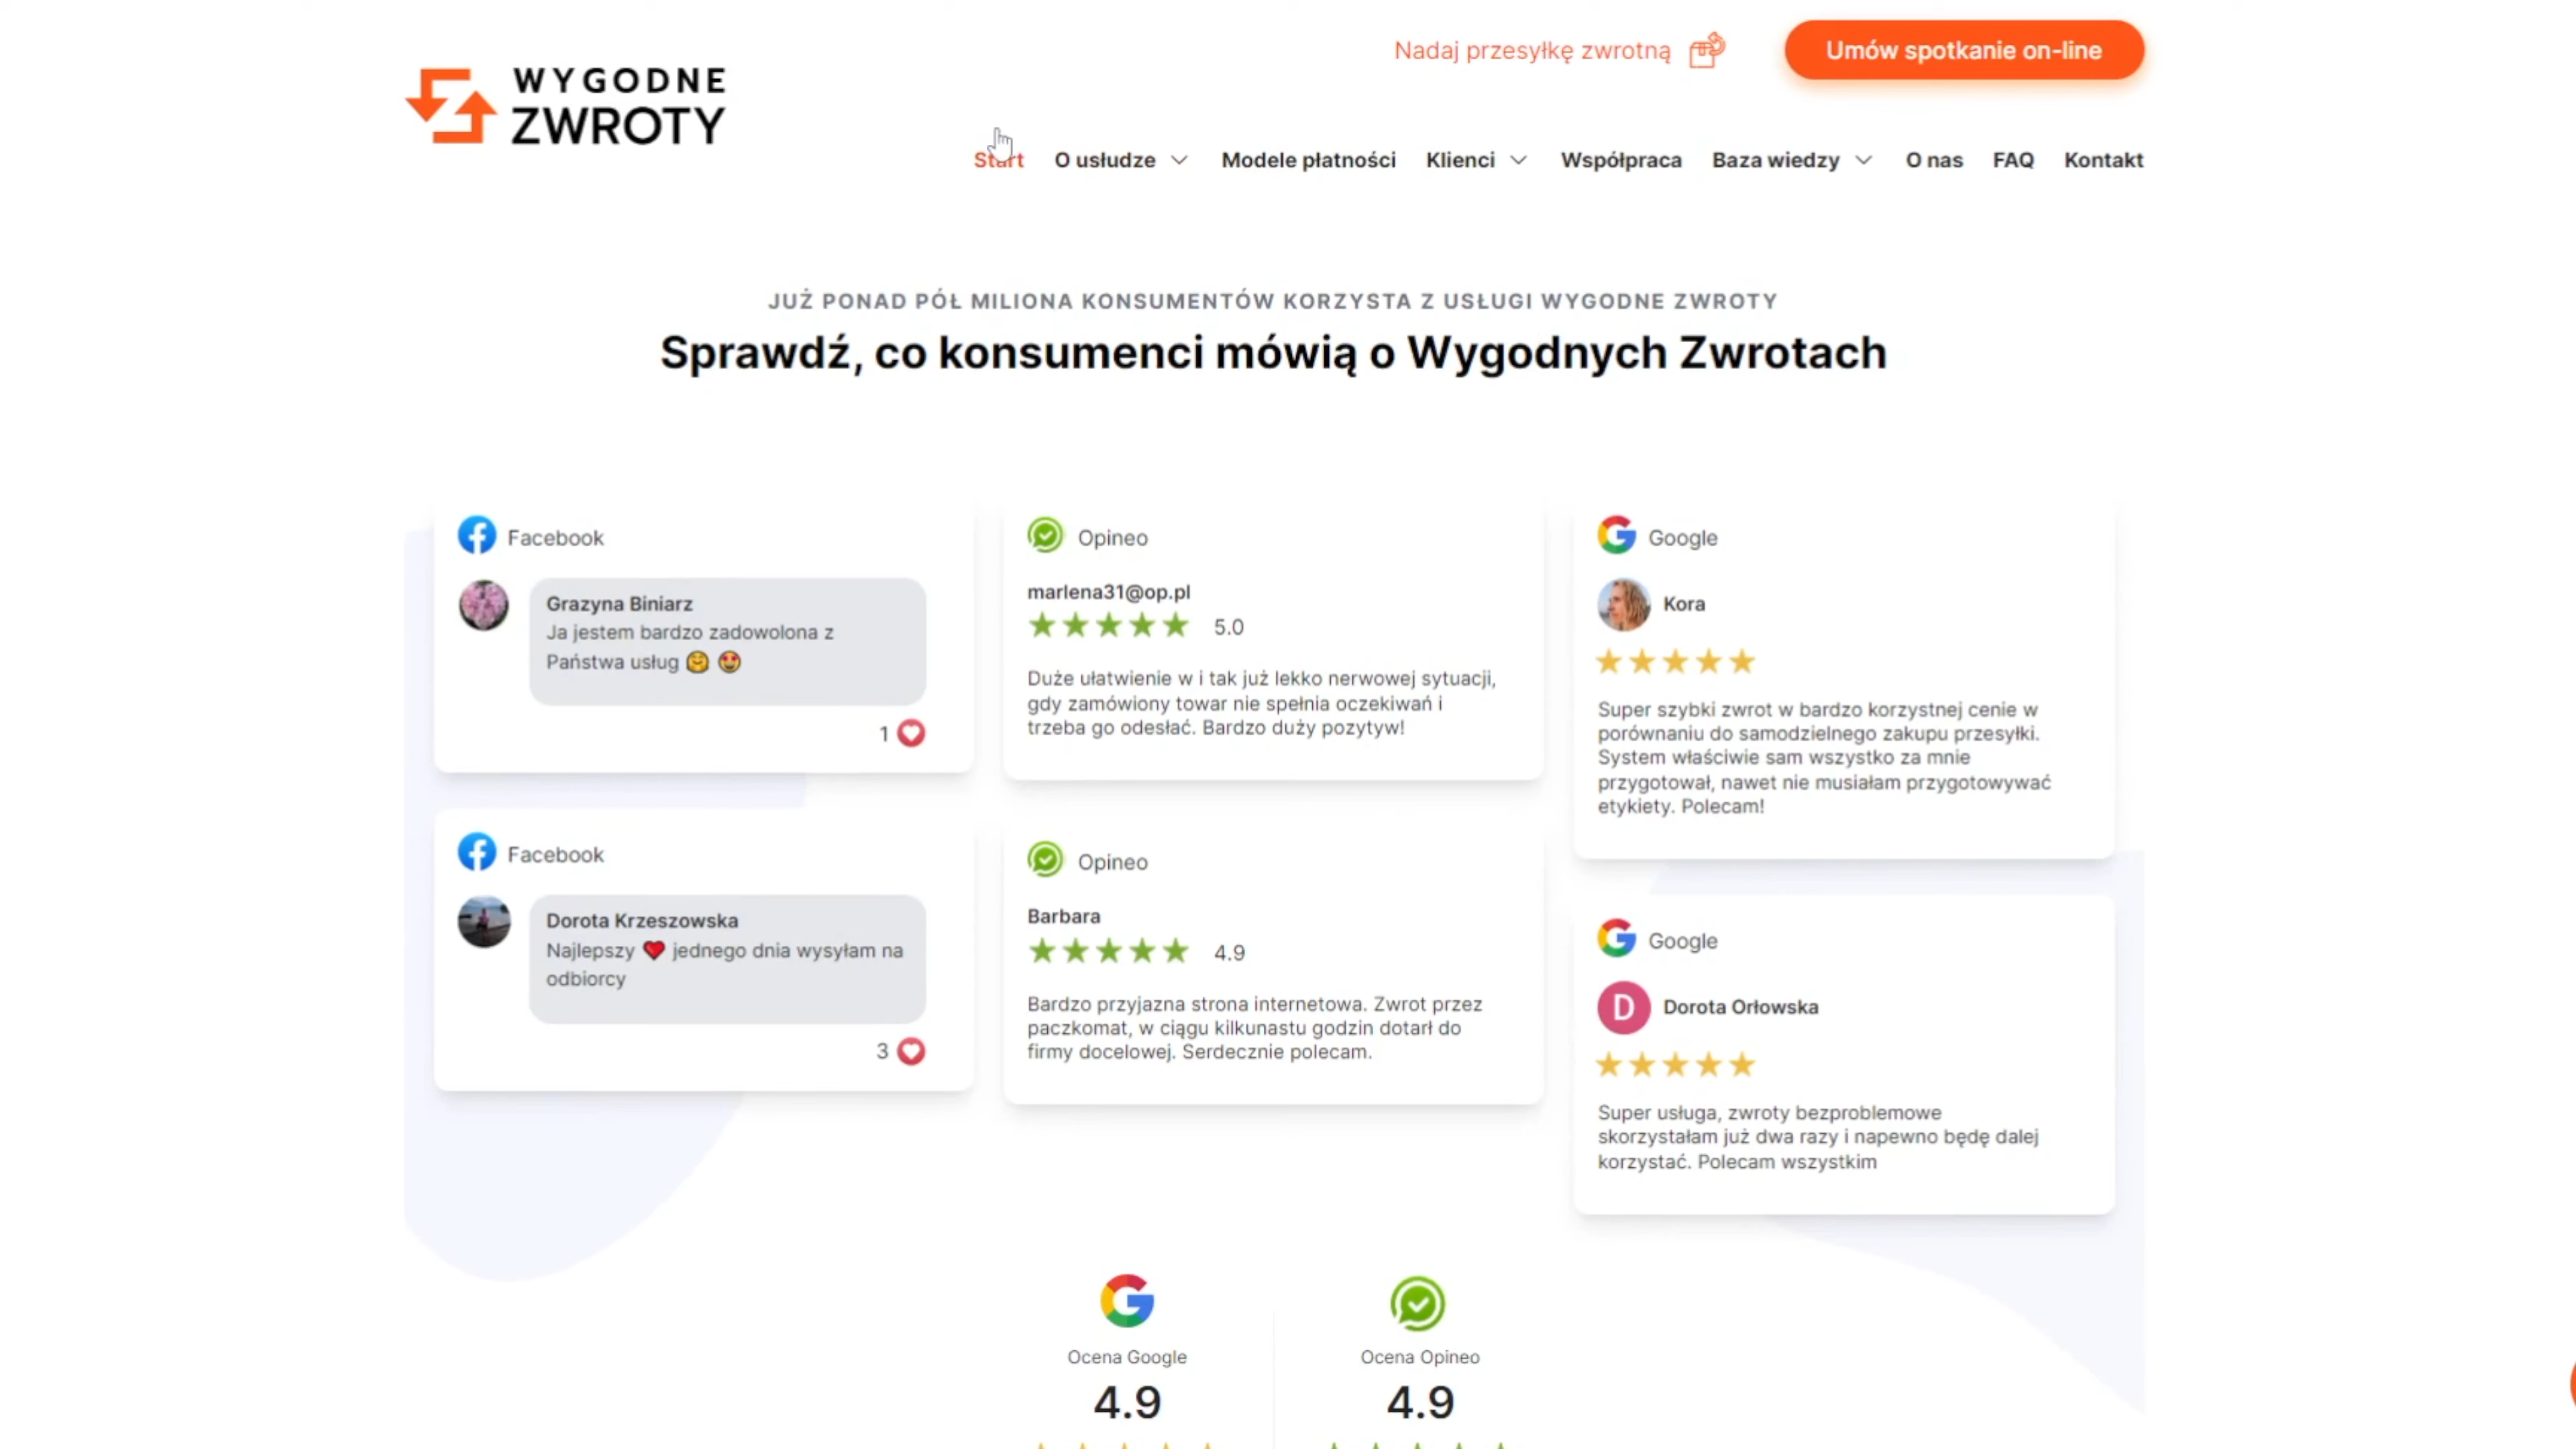 Nadaj przesyłkę zwrotną
Umów spotkanie on-line
WYGODNE
ZWROTY
Start
O usłudze
Modele płatności
Klienci
Współpraca
Baza wiedzy
O nas
FAQ
Kontakt
JUŻ PONAD PÓŁ MILIONA KONSUMENTÓW KORZYSTA Z USŁUGI WYGODNE ZWROTY
Sprawdź, co konsumenci mówią o Wygodnych Zwrotach
Facebook
Grazyna Biniarz
Ja jestem bardzo zadowolona z
Państwa usług 🤗 😍
1
Facebook
Dorota Krzeszowska
Najlepszy ❤️ jednego dnia wysyłam na
odbiorcy
3
Opineo
marlena31@op.pl
5.0
Duże ułatwienie w i tak już lekko nerwowej sytuacji,
gdy zamówiony towar nie spełnia oczekiwań i
trzeba go odesłać. Bardzo duży pozytyw!
Opineo
Barbara
4.9
Bardzo przyjazna strona internetowa. Zwrot przez
paczkomat, w ciągu kilkunastu godzin dotarł do
firmy docelowej. Serdecznie polecam.
Google
Kora
Super szybki zwrot w bardzo korzystnej cenie w
porównaniu do samodzielnego zakupu przesyłki.
System właściwie sam wszystko za mnie
przygotował, nawet nie musiałam przygotowywać
etykiety. Polecam!
Google
D
Dorota Orłowska
Super usługa, zwroty bezproblemowe
skorzystałam już dwa razy i napewno będę dalej
korzystać. Polecam wszystkim
Ocena Google
4.9
Ocena Opineo
4.9